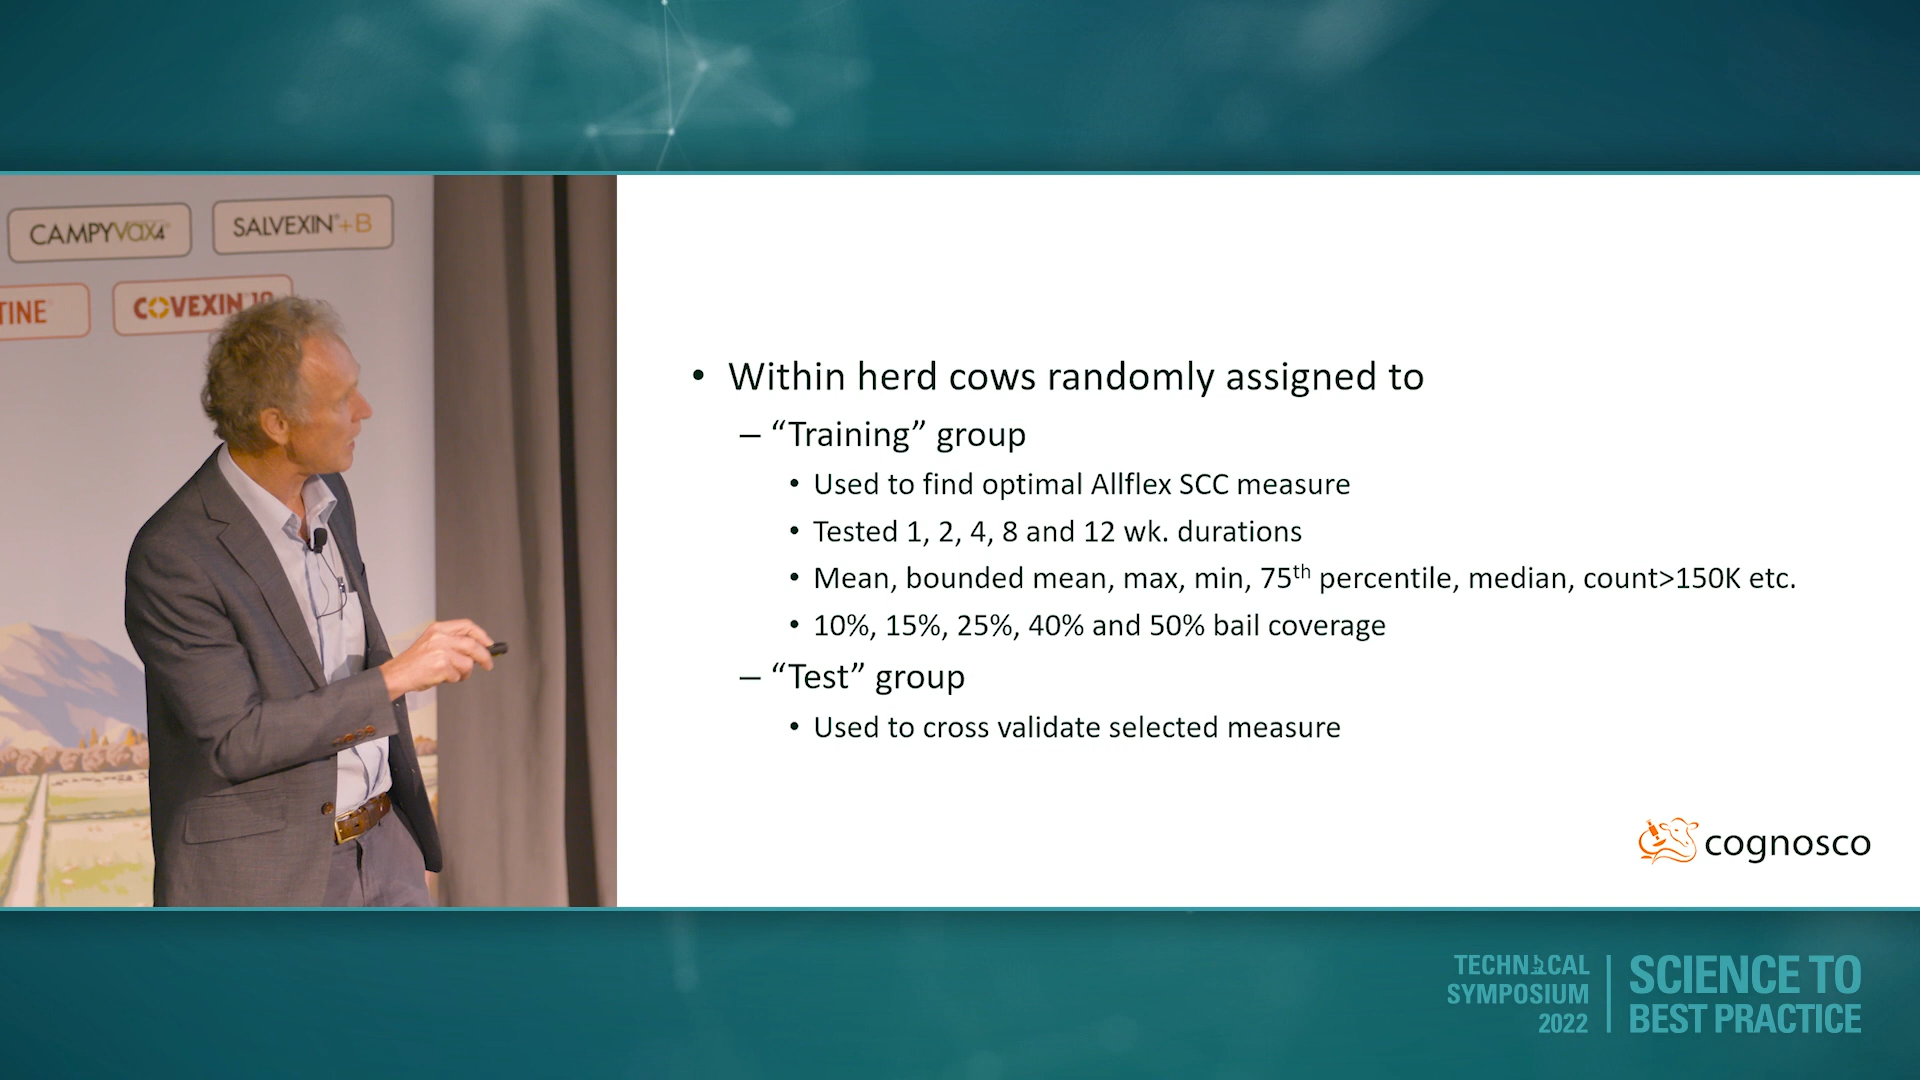 CAMPYVAX4
SALVEXIN®+B
TINE
COVEXIN 10
• Within herd cows randomly assigned to
– “Training” group
• Used to find optimal Allflex SCC measure
• Tested 1, 2, 4, 8 and 12 wk. durations
• Mean, bounded mean, max, min, 75th percentile, median, count>150K etc.
• 10%, 15%, 25%, 40% and 50% bail coverage
– “Test” group
• Used to cross validate selected measure
cognosco
TECHNICAL
SYMPOSIUM
2022
SCIENCE TO
BEST PRACTICE